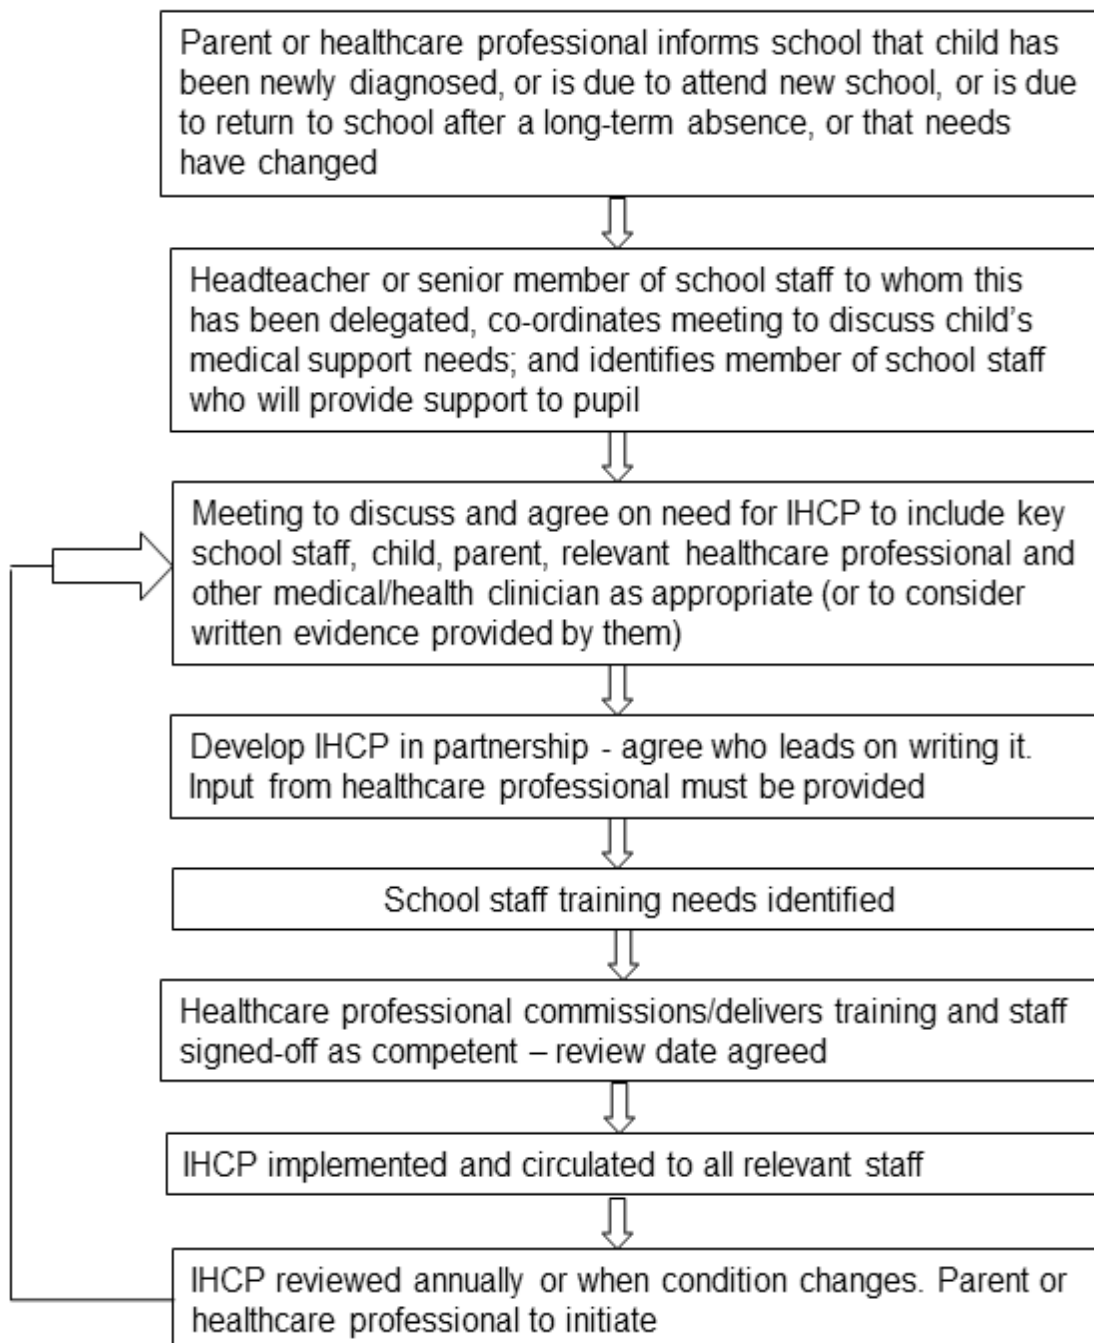 Parent or healthcare professional informs school that child has
been newly diagnosed, or is due to attend new school, or is due
to return to school after a long-term absence, or that needs
have changed
Headteacher or senior member of school staff to whom this
has been delegated, co-ordinates meeting to discuss child's
medical support needs; and identifies member of school staff
who will provide support to pupil
Meeting to discuss and agree on need for IHCP to include key
school staff, child, parent, relevant healthcare professional and
other medical/health clinician as appropriate (or to consider
written evidence provided by them)
Develop IHCP in partnership - agree who leads on writing it.
Input from healthcare professional must be provided
School staff training needs identified
Healthcare professional commissions/delivers training and staff
signed-off as competent – review date agreed
IHCP implemented and circulated to all relevant staff
IHCP reviewed annually or when condition changes. Parent or
healthcare professional to initiate